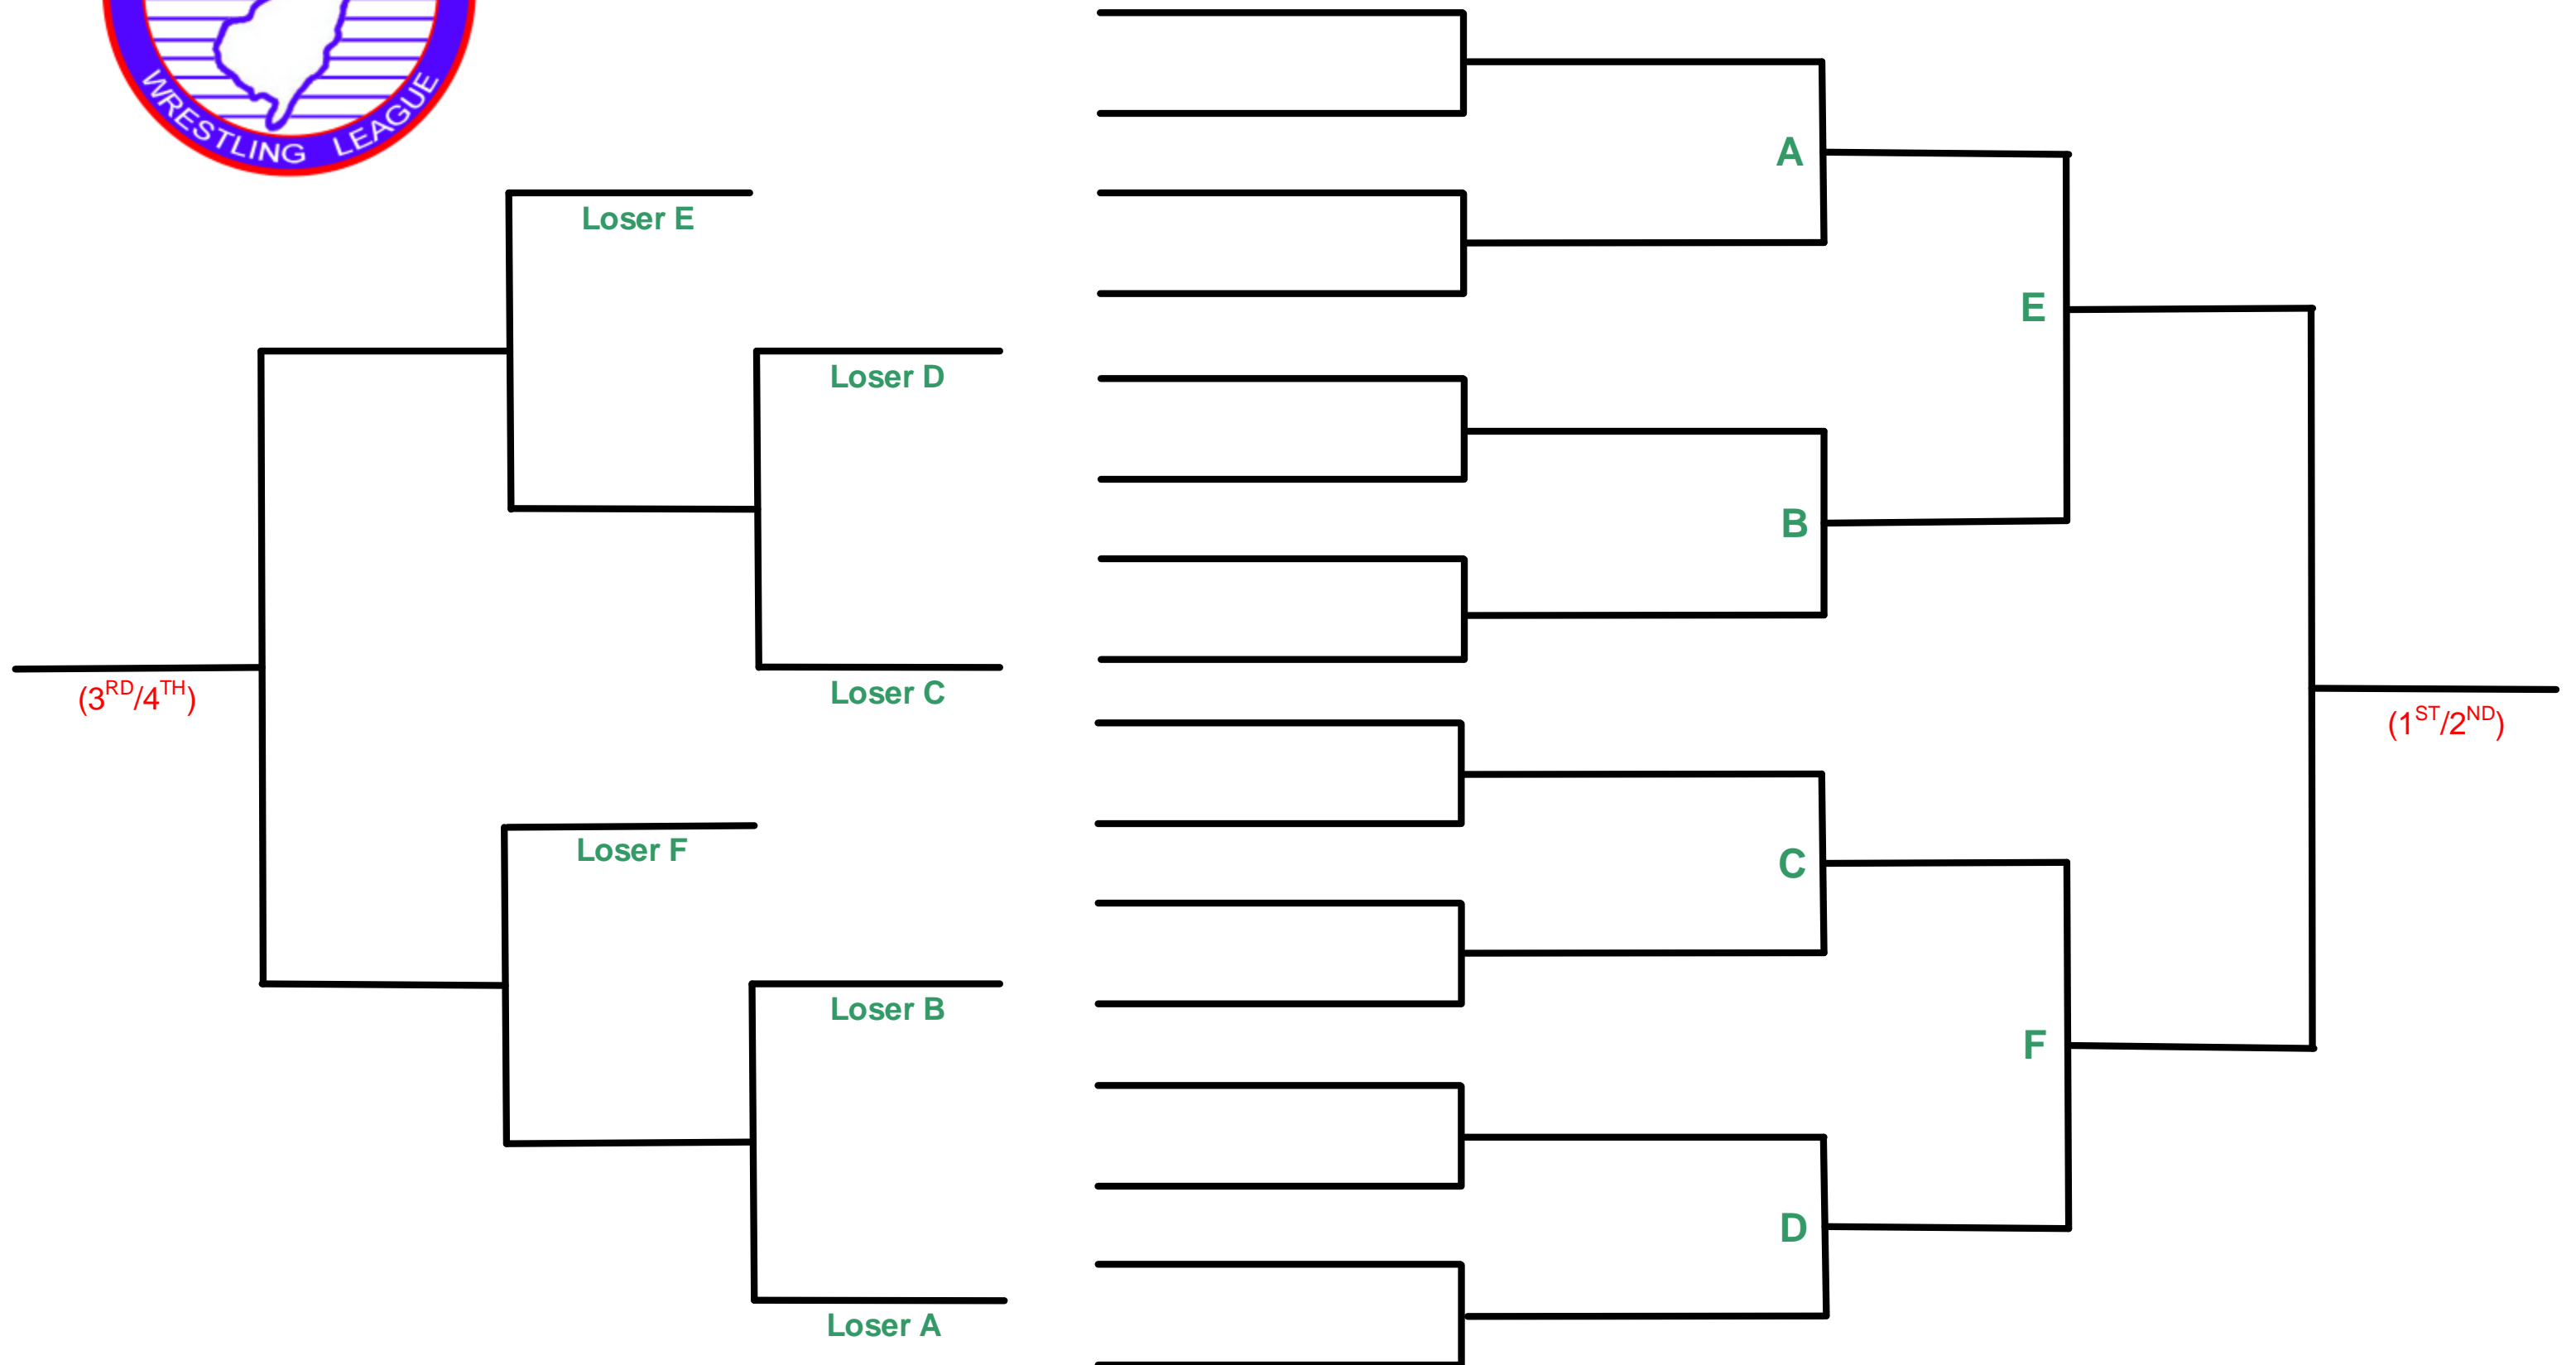 WRESTLING LEAGUE
A
Loser E
E
Loser D
B
Loser C
(3RD/4TH)
(1ST/2ND)
C
Loser F
Loser B
F
D
Loser A